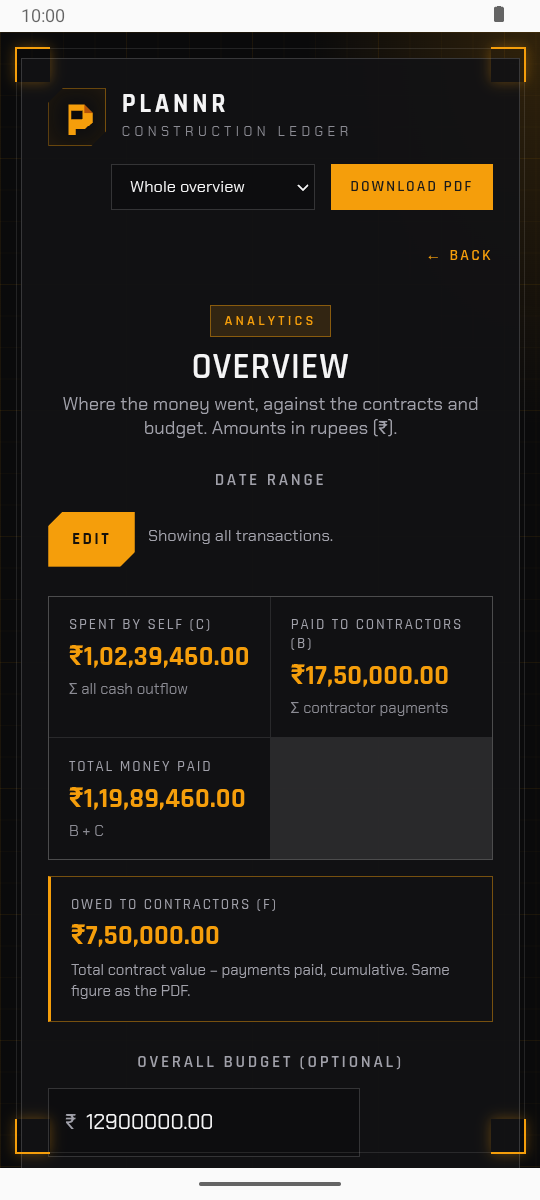 10:00
PLANNR
CONSTRUCTION LEDGER
Whole overview
DOWNLOAD PDF
← BACK
ANALYTICS
OVERVIEW
Where the money went, against the contracts and
budget. Amounts in rupees (₹).
DATE RANGE
EDIT
Showing all transactions.
SPENT BY SELF (C)
₹1,02,39,460.00
Σ all cash outflow
PAID TO CONTRACTORS
(B)
₹17,50,000.00
Σ contractor payments
TOTAL MONEY PAID
₹1,19,89,460.00
B + C
OWED TO CONTRACTORS (F)
₹7,50,000.00
Total contract value – payments paid, cumulative. Same
figure as the PDF.
OVERALL BUDGET (OPTIONAL)
₹ 12900000.00